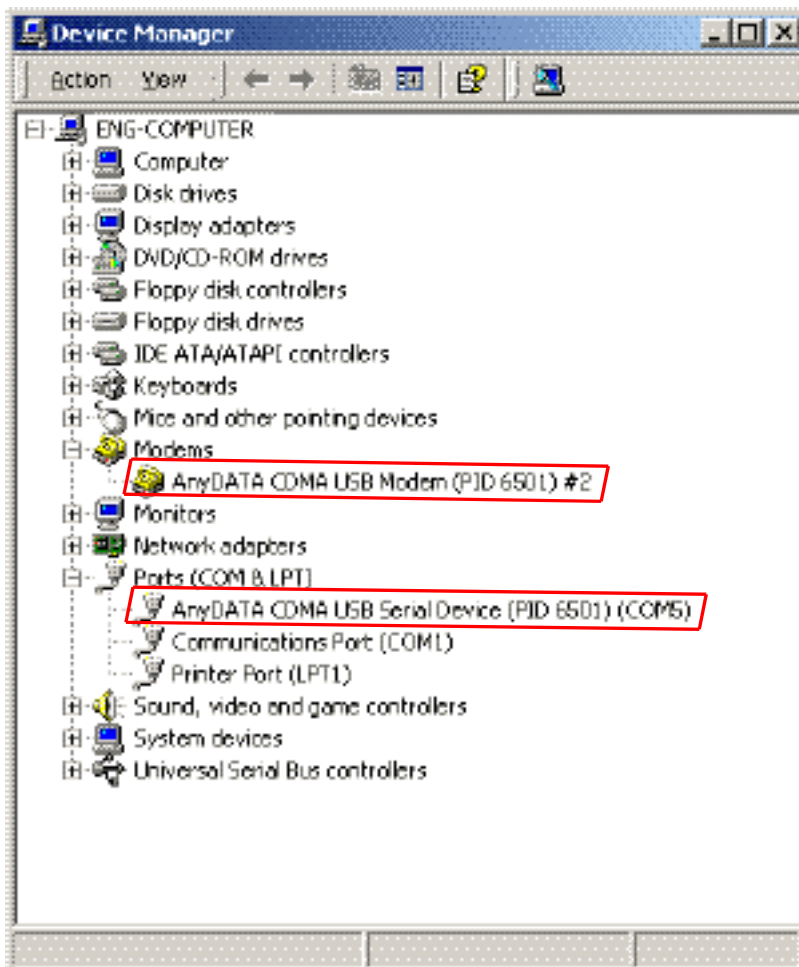 Device Manager
Action View
ENG-COMPUTER
Computer
Disk drives
Display adapters
DVD/CD-ROM drives
Floppy disk controllers
Floppy disk drives
IDE ATA/ATAPI controllers
Keyboards
Mice and other pointing devices
Modems
AnyDATA CDMA USB Modem (PID 6501) #2
Monitors
Network adapters
Ports (COM & LPT)
AnyDATA CDMA USB Serial Device (PID 6501) (COM5)
Communications Port (COM1)
Printer Port (LPT1)
Sound, video and game controllers
System devices
Universal Serial Bus controllers